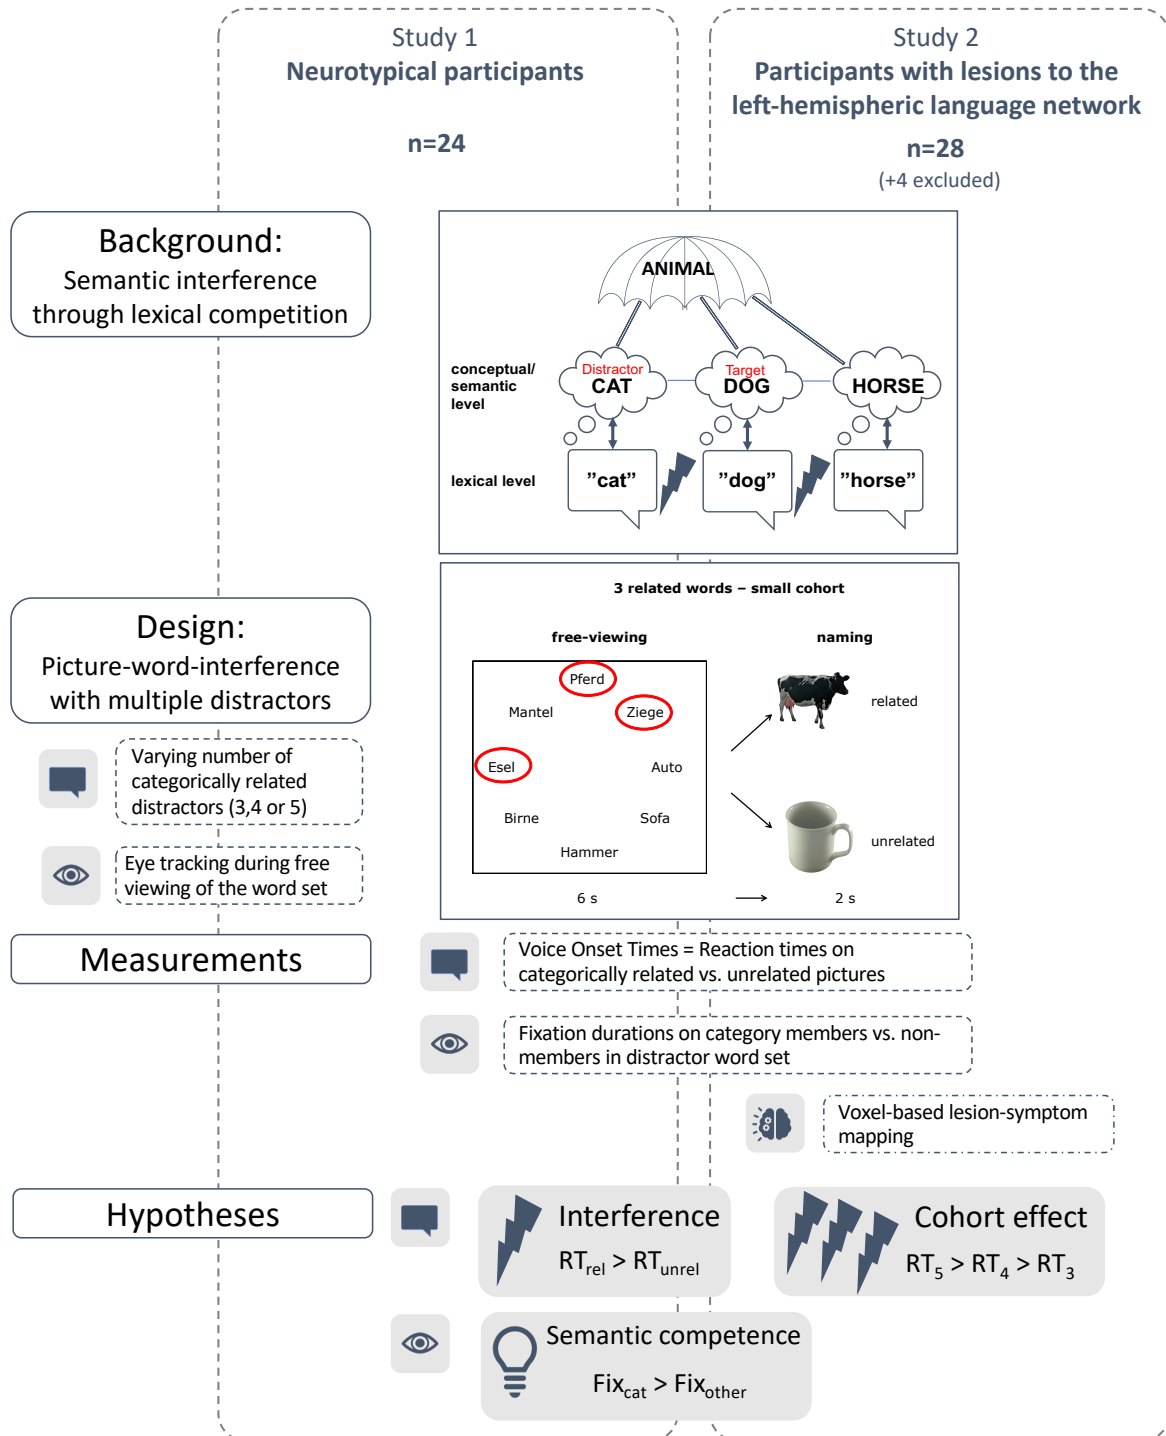 Study 1
Neurotypical participants
n=24
Study 2
Participants with lesions to the
left-hemispheric language network
n=28
(+4 excluded)
Background:
Semantic interference
through lexical competition
ANIMAL
conceptual/
semantic
level
Distractor
CAT
Target
DOG
HORSE
lexical level
”cat”
”dog”
”horse”
Design:
Picture-word-interference
with multiple distractors
Varying number of
categorically related
distractors (3,4 or 5)
Eye tracking during free
viewing of the word set
3 related words – small cohort
free-viewing
naming
Pferd
Mantel
Ziege
Esel
Auto
Birne
Sofa
Hammer
related
unrelated
6 s
2 s
Measurements
Voice Onset Times = Reaction times on
categorically related vs. unrelated pictures
Fixation durations on category members vs. non-
members in distractor word set
Voxel-based lesion-symptom
mapping
Hypotheses
Interference
RTrel > RTunrel
Cohort effect
RT5 > RT4 > RT3
Semantic competence
Fixcat > Fixother